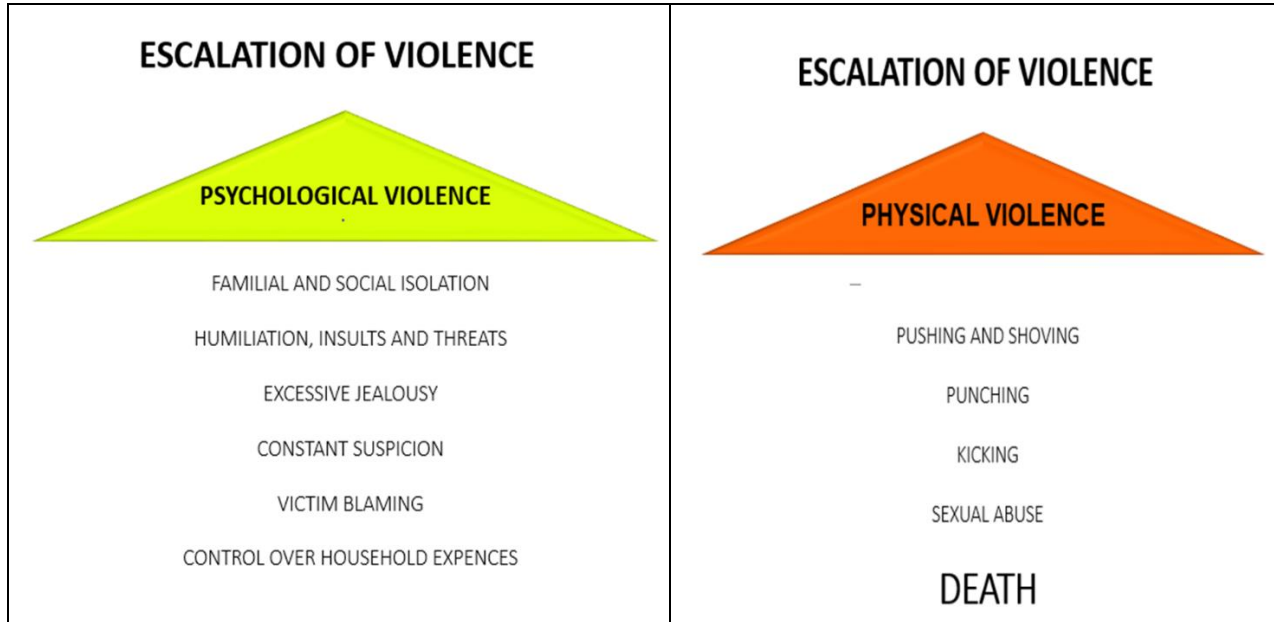 ESCALATION OF VIOLENCE
PSYCHOLOGICAL VIOLENCE
FAMILIAL AND SOCIAL ISOLATION
HUMILIATION, INSULTS AND THREATS
EXCESSIVE JEALOUSY
CONSTANT SUSPICION
VICTIM BLAMING
CONTROL OVER HOUSEHOLD EXPENCES
ESCALATION OF VIOLENCE
PHYSICAL VIOLENCE
PUSHING AND SHOVING
PUNCHING
KICKING
SEXUAL ABUSE
DEATH